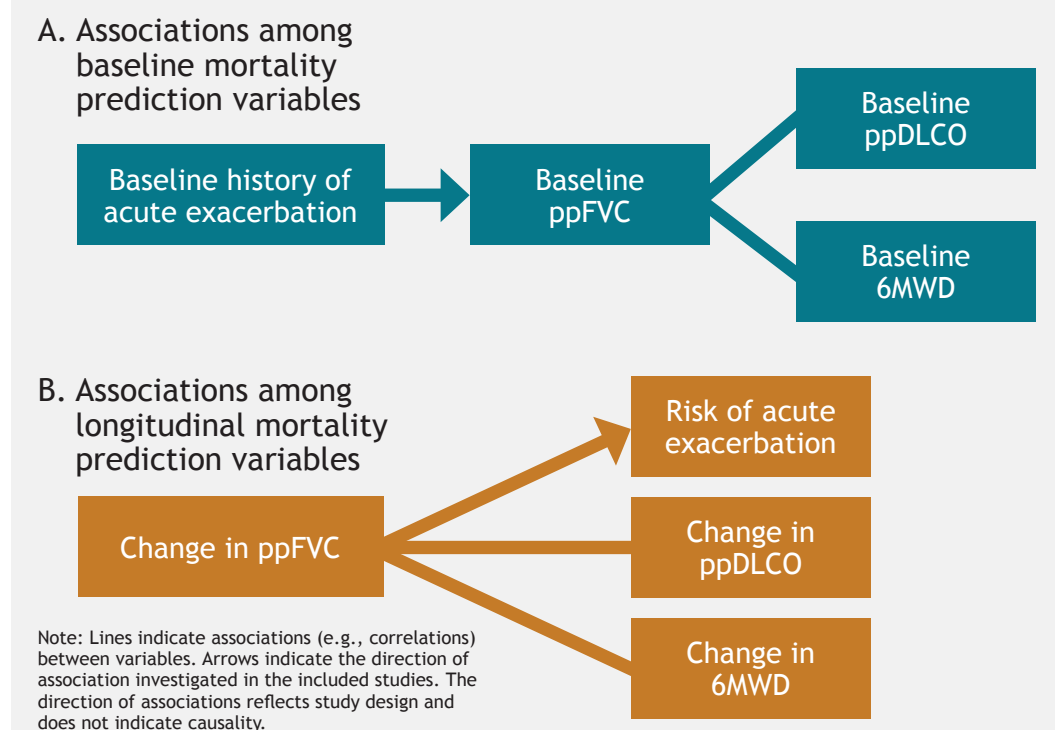 A. Associations among
baseline mortality
prediction variables
Baseline history of
acute exacerbation
Baseline
ppFVC
Baseline
ppDLCO
Baseline
6MWD
B. Associations among
longitudinal mortality
prediction variables
Change in ppFVC
Risk of acute
exacerbation
Change in
ppDLCO
Change in
6MWD
Note: Lines indicate associations (e.g., correlations)
between variables. Arrows indicate the direction of
association investigated in the included studies. The
direction of associations reflects study design and
does not indicate causality.